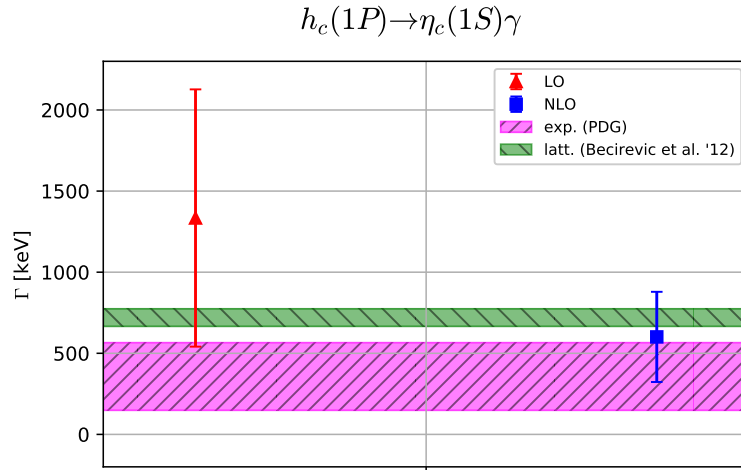 h_c(1P)→η_c(1S)γ
LO
NLO
exp. (PDG)
latt. (Becirevic et al. '12)
2000
1500
1000
500
0
Γ [keV]